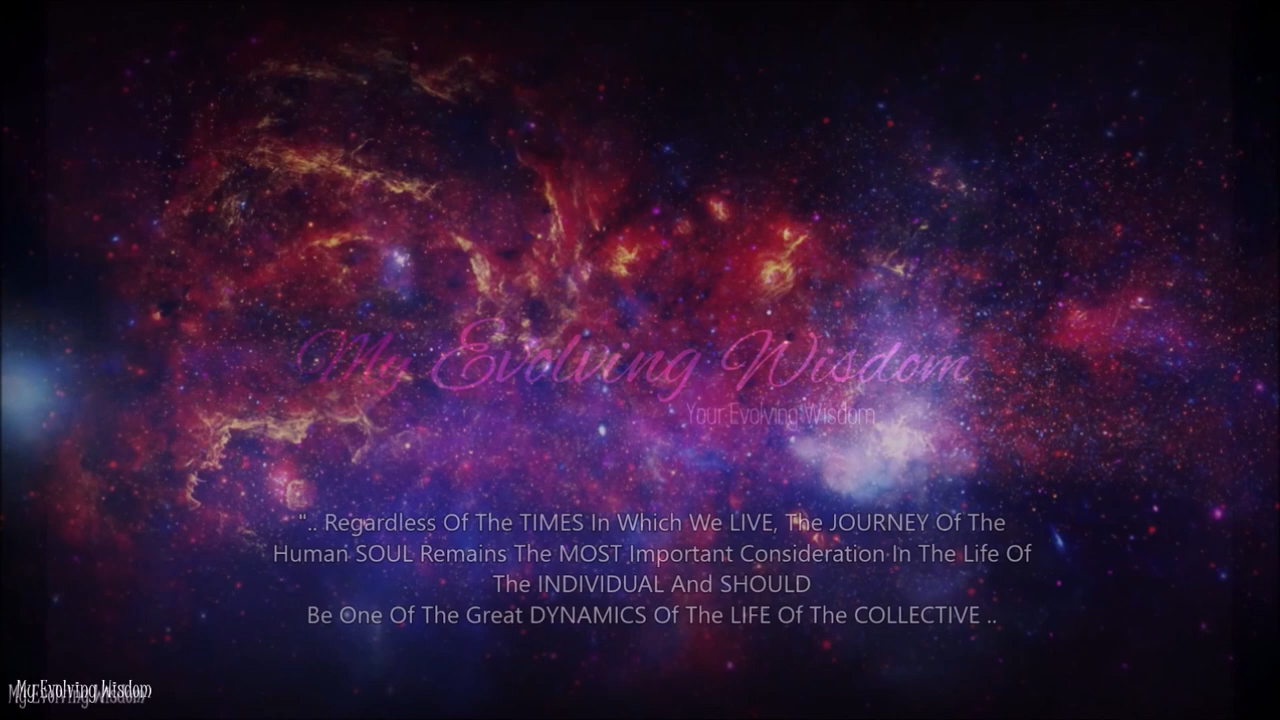 My Evolving Wisdom
Your Evolving Wisdom
".. Regardless Of The TIMES In Which We LIVE, The JOURNEY Of The
Human SOUL Remains The MOST Important Consideration In The Life Of
The INDIVIDUAL And SHOULD
Be One Of The Great DYNAMICS Of The LIFE Of The COLLECTIVE ..
My Evolving Wisdom